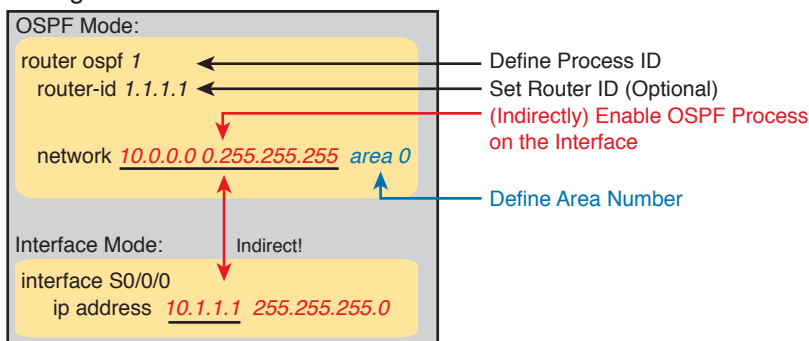 OSPF Mode:
router ospf 1
router-id 1.1.1.1
network 10.0.0.0 0.255.255.255 area 0
Define Process ID
Set Router ID (Optional)
(Indirectly) Enable OSPF Process
on the Interface
Define Area Number
Interface Mode:
Indirect!
interface S0/0/0
ip address 10.1.1.1 255.255.255.0